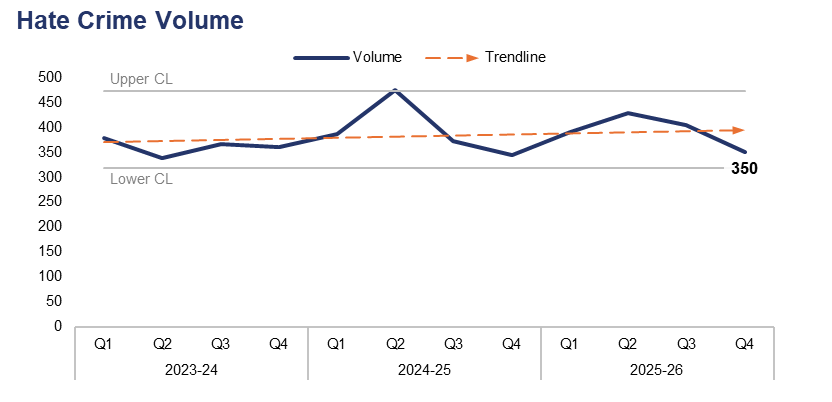 Hate Crime Volume
Volume Trendline
500
Upper CL
450
400
350
300
Lower CL
350
250
200
150
100
50
0
Q1 Q2 Q3 Q4 Q1 Q2 Q3 Q4 Q1 Q2 Q3 Q4
2023-24 2024-25 2025-26